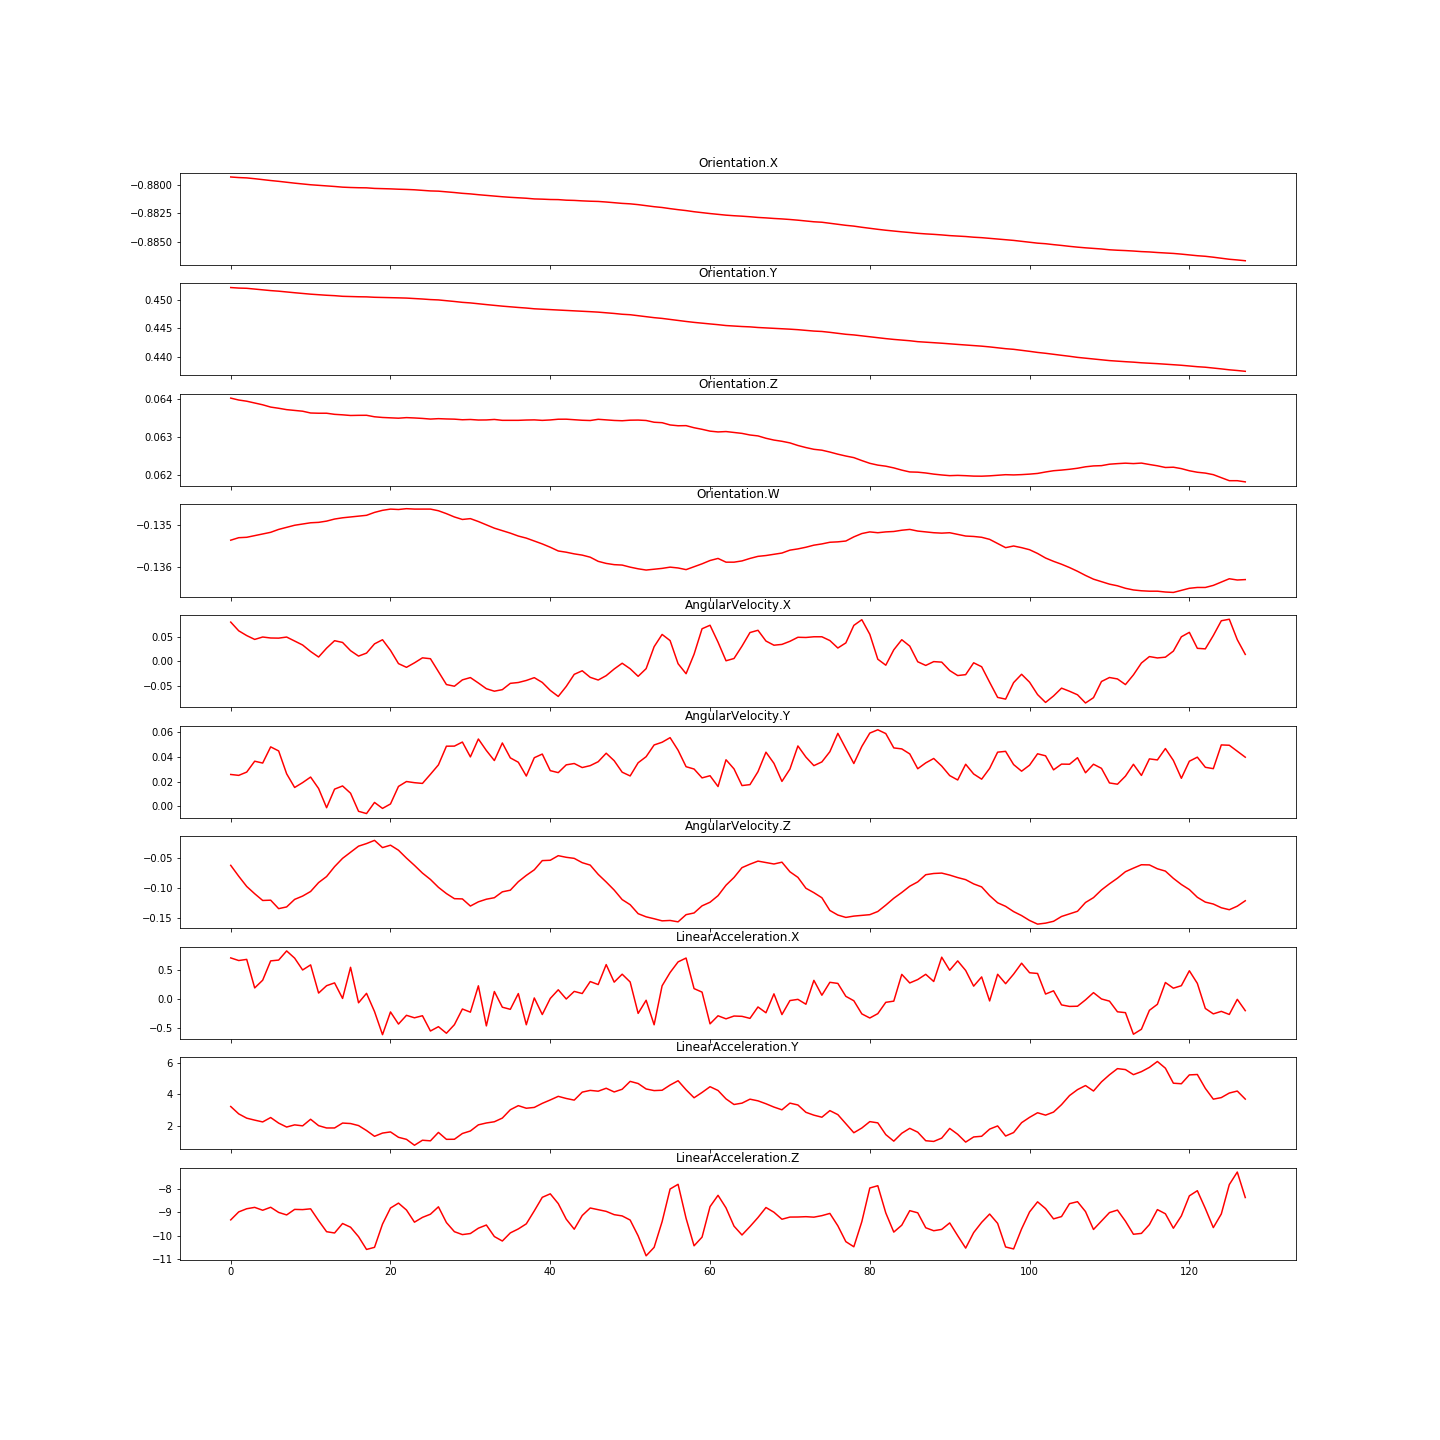 Orientation.X
−0.8800
−0.8825
−0.8850
Orientation.Y
0.450
0.445
0.440
Orientation.Z
0.064
0.063
0.062
Orientation.W
−0.135
−0.136
AngularVelocity.X
0.05
0.00
−0.05
AngularVelocity.Y
0.06
0.04
0.02
0.00
AngularVelocity.Z
−0.05
−0.10
−0.15
LinearAcceleration.X
0.5
0.0
−0.5
LinearAcceleration.Y
6
4
2
LinearAcceleration.Z
−8
−9
−10
−11
0 20 40 60 80 100 120